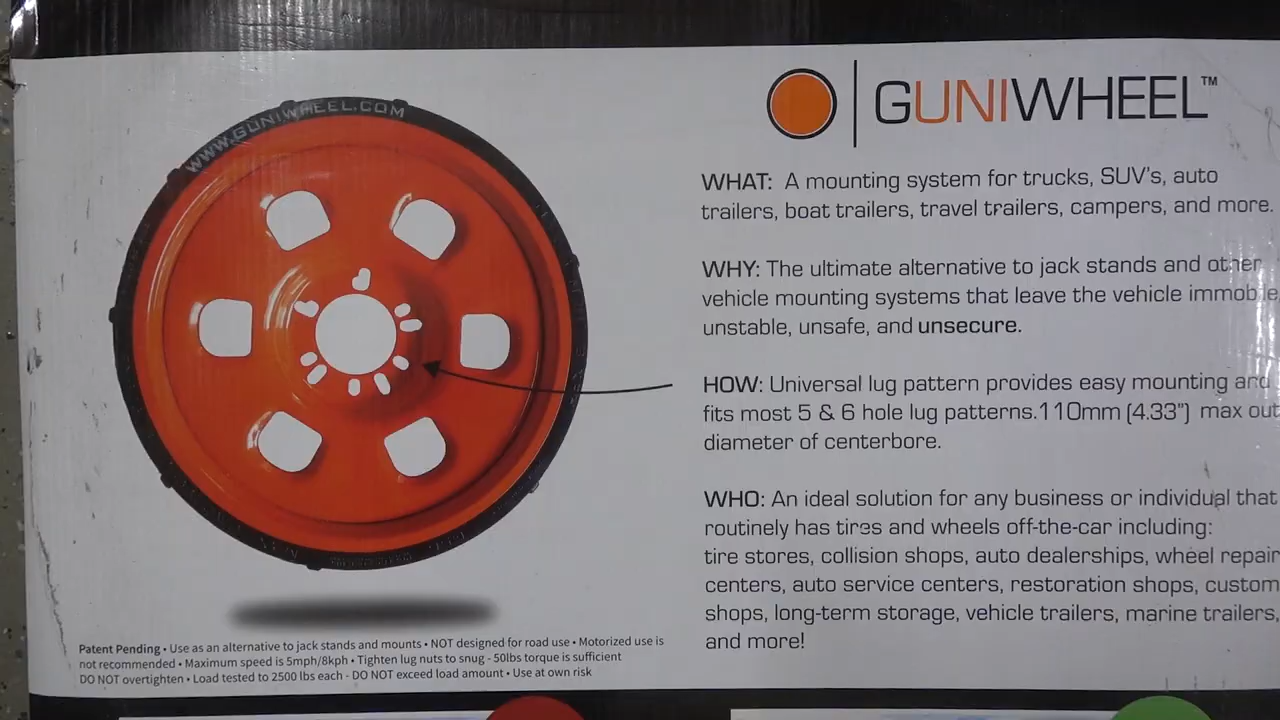 WWW.GUNIWHEEL.COM
GUNIWHEEL™
WHAT: A mounting system for trucks, SUV's, auto
trailers, boat trailers, travel trailers, campers, and more.
WHY: The ultimate alternative to jack stands and other
vehicle mounting systems that leave the vehicle immobile
unstable, unsafe, and unsecure.
HOW: Universal lug pattern provides easy mounting and
fits most 5 & 6 hole lug patterns.110mm (4.33") max out
diameter of centerbore.
WHO: An ideal solution for any business or individual that
routinely has tires and wheels off-the-car including:
tire stores, collision shops, auto dealerships, wheel repair
centers, auto service centers, restoration shops, custom
shops, long-term storage, vehicle trailers, marine trailers,
and more!
Patent Pending • Use as an alternative to jack stands and mounts • NOT designed for road use • Motorized use is
not recommended • Maximum speed is 5mph/8kph • Tighten lug nuts to snug - 50lbs torque is sufficient
DO NOT overtighten • Load tested to 2500 lbs each - DO NOT exceed load amount • Use at own risk